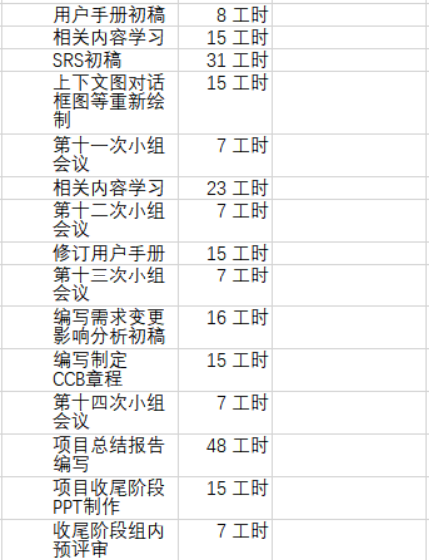 用户手册初稿 8 工时
相关内容学习 15 工时
SRS初稿 31 工时
上下文图对话 15 工时
框图等重新绘
制
第十一次小组 7 工时
会议
相关内容学习 23 工时
第十二次小组 7 工时
会议
修订用户手册 15 工时
第十三次小组 7 工时
会议
编写需求变更 16 工时
影响分析初稿
编写制定 15 工时
CCB章程
第十四次小组 7 工时
会议
项目总结报告 48 工时
编写
项目收尾阶段 15 工时
PPT制作
收尾阶段组内 7 工时
预评审